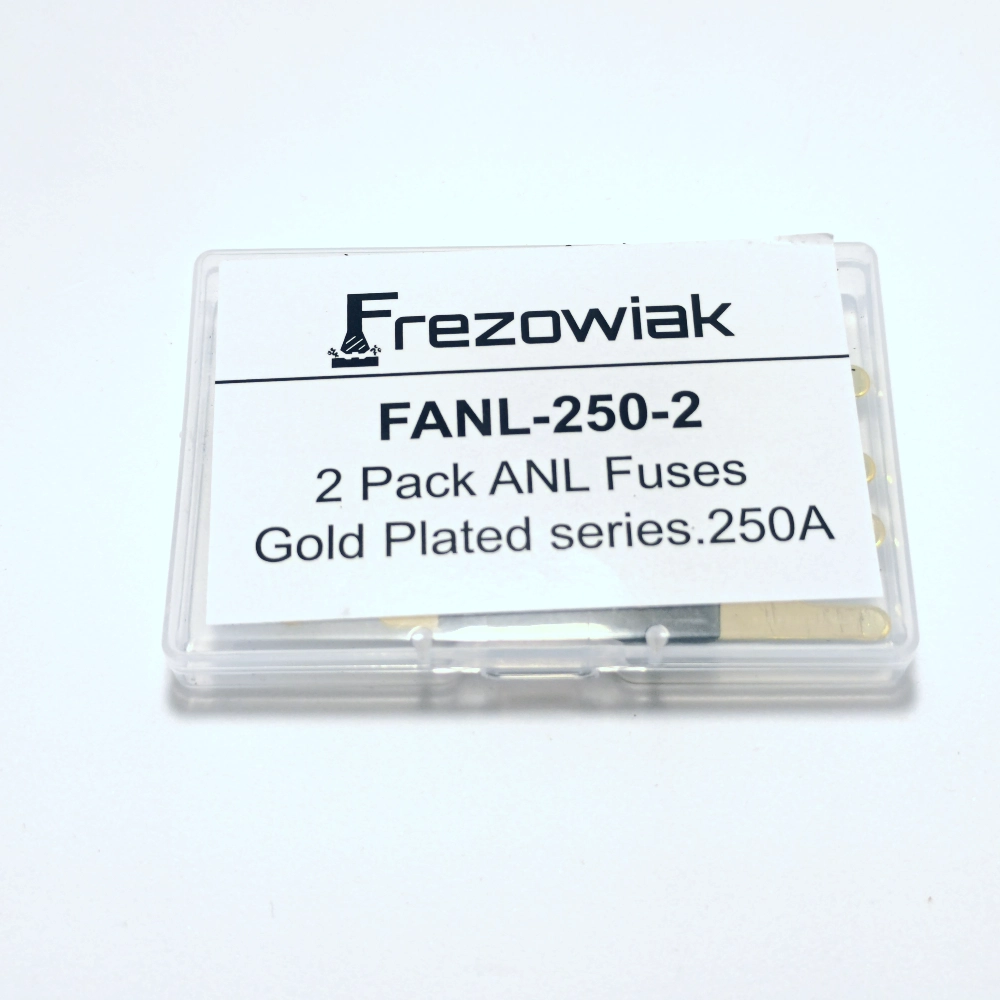 Frezowiak
FANL-250-2
2 Pack ANL Fuses
Gold Plated series.250A